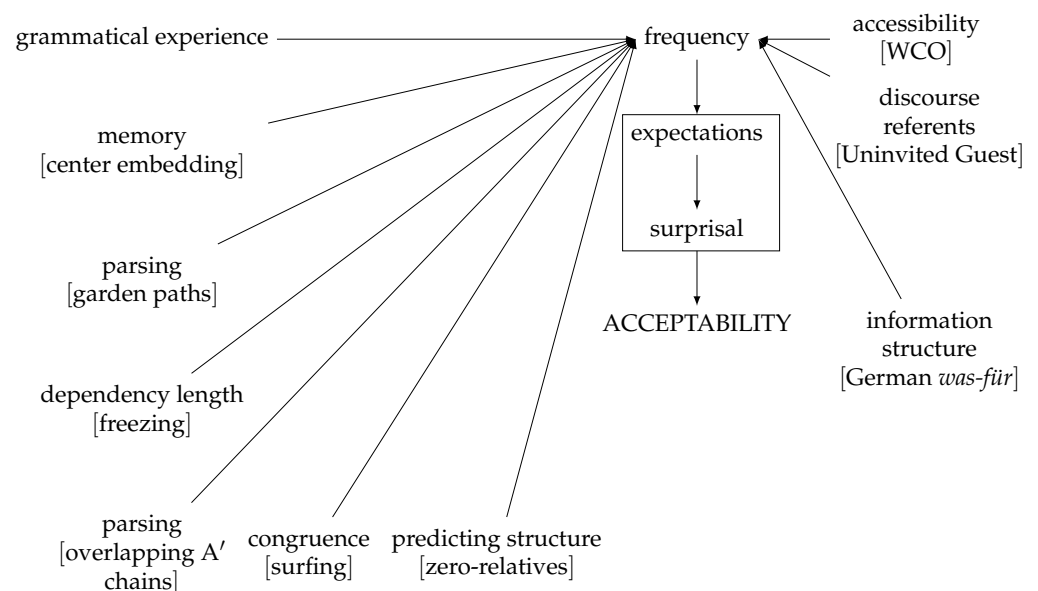 grammatical experience
frequency
accessibility
[WCO]
discourse
referents
[Uninvited Guest]
memory
[center embedding]
expectations
surprisal
parsing
[garden paths]
ACCEPTABILITY
information
structure
[German was-für]
dependency length
[freezing]
parsing
[overlapping A′
chains]
congruence
[surfing]
predicting structure
[zero-relatives]